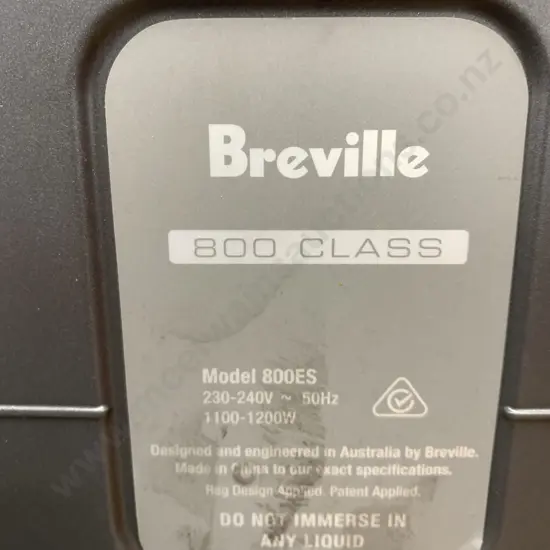 Breville
800 CLASS
Model 800ES
230-240V ~ 50Hz
1100-1200W
Designed and engineered in Australia by Breville.
Made in China to our exact specifications.
Reg Design Applied. Patent Applied.
DO NOT IMMERSE IN
ANY LIQUID